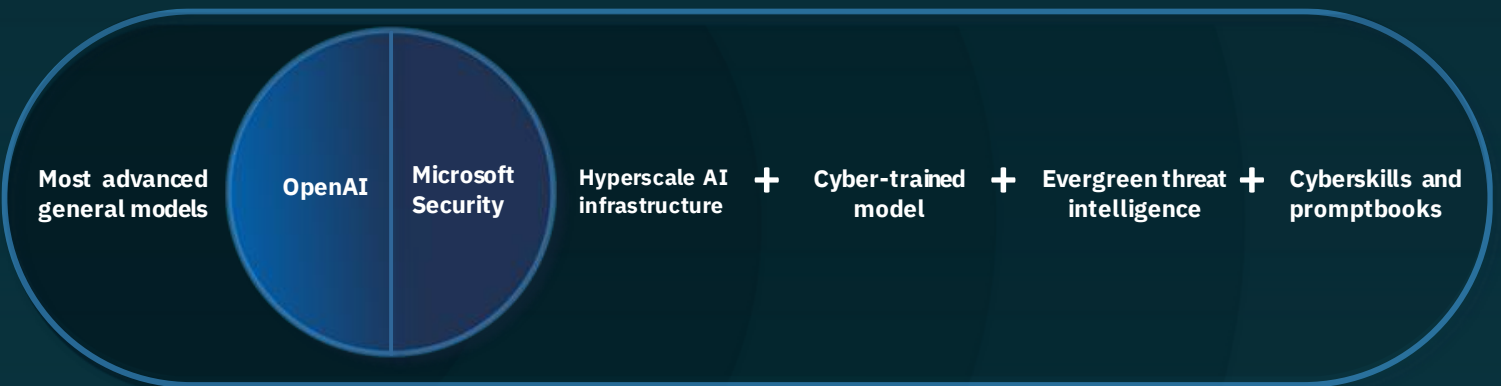 Most advanced
general models
OpenAI
Microsoft
Security
Hyperscale AI
infrastructure
+
Cyber-trained
model
+
Evergreen threat
intelligence
+
Cyberskills and
promptbooks